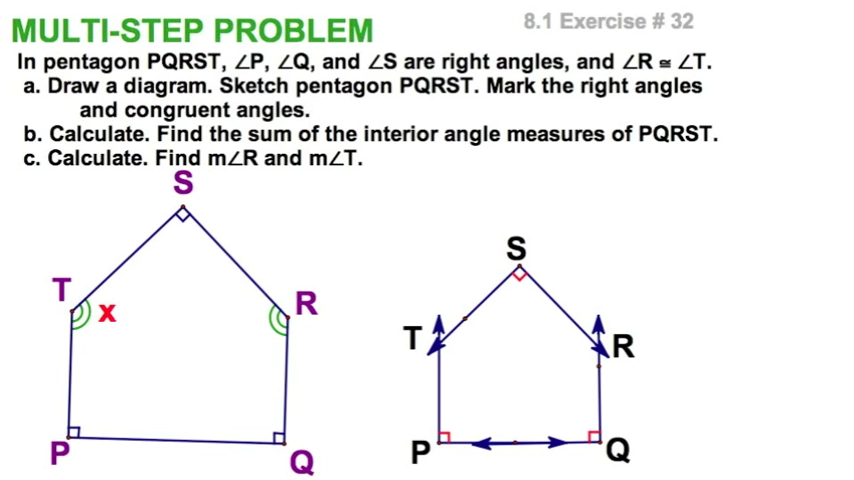 MULTI-STEP PROBLEM
8.1 Exercise # 32
In pentagon PQRST, ∠P, ∠Q, and ∠S are right angles, and ∠R ≅ ∠T.
a. Draw a diagram. Sketch pentagon PQRST. Mark the right angles
and congruent angles.
b. Calculate. Find the sum of the interior angle measures of PQRST.
c. Calculate. Find m∠R and m∠T.
S
T
x
R
P
Q
S
T
R
P
Q